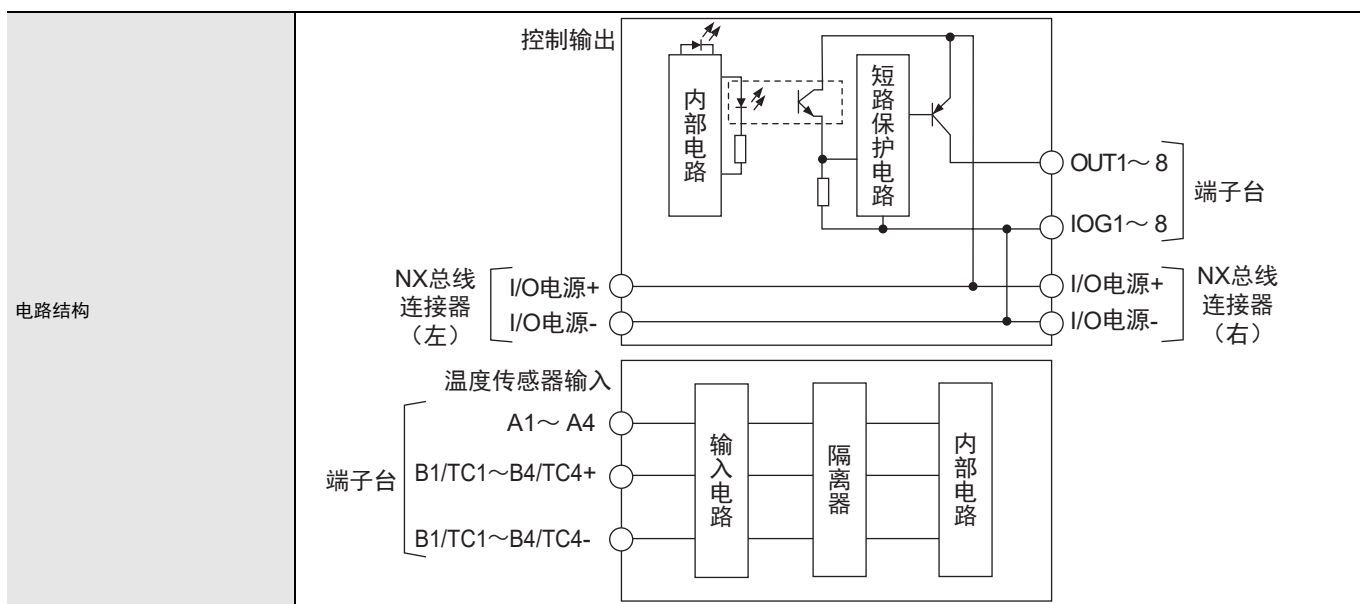 电路结构
控制输出
内部电路
短路保护电路
OUT1～8
IOG1～8
端子台
NX总线
连接器
（左）
I/O电源+
I/O电源-
I/O电源+
I/O电源-
NX总线
连接器
（右）
温度传感器输入
端子台
A1～A4
B1/TC1～B4/TC4+
B1/TC1～B4/TC4-
输入电路
隔离器
内部电路